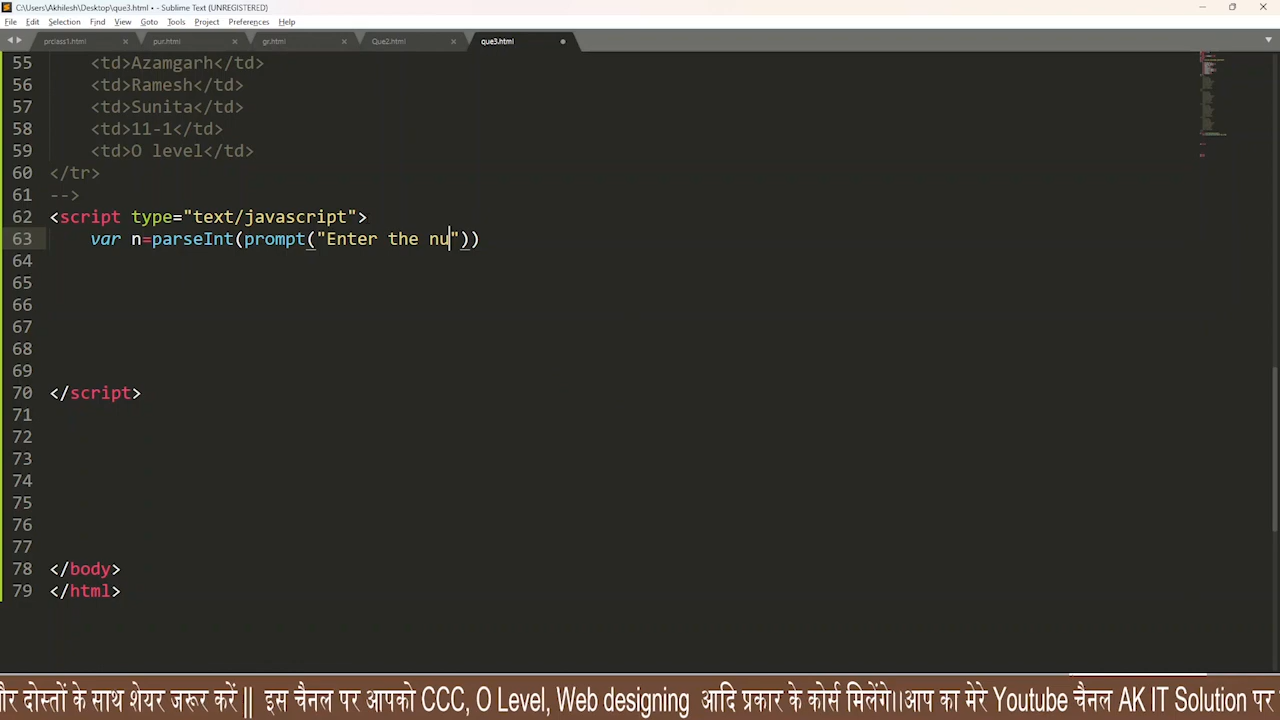 C:\Users\Akhilesh\Desktop\que3.html • - Sublime Text (UNREGISTERED)
File Edit Selection Find View Goto Tools Project Preferences Help
prclass1.html pur.html gr.html Que2.html que3.html
55 <td>Azamgarh</td>
56 <td>Ramesh</td>
57 <td>Sunita</td>
58 <td>11-1</td>
59 <td>O level</td>
60 </tr>
61 -->
62 <script type="text/javascript">
63 var n=parseInt(prompt("Enter the nu"))
64
65
66
67
68
69
70 </script>
71
72
73
74
75
76
77
78 </body>
79 </html>
और दोस्तों के साथ शेयर जरूर करें || इस चैनल पर आपको CCC, O Level, Web designing आदि प्रकार के कोर्स मिलेंगे।।आप का मेरे Youtube चैनल AK IT Solution पर